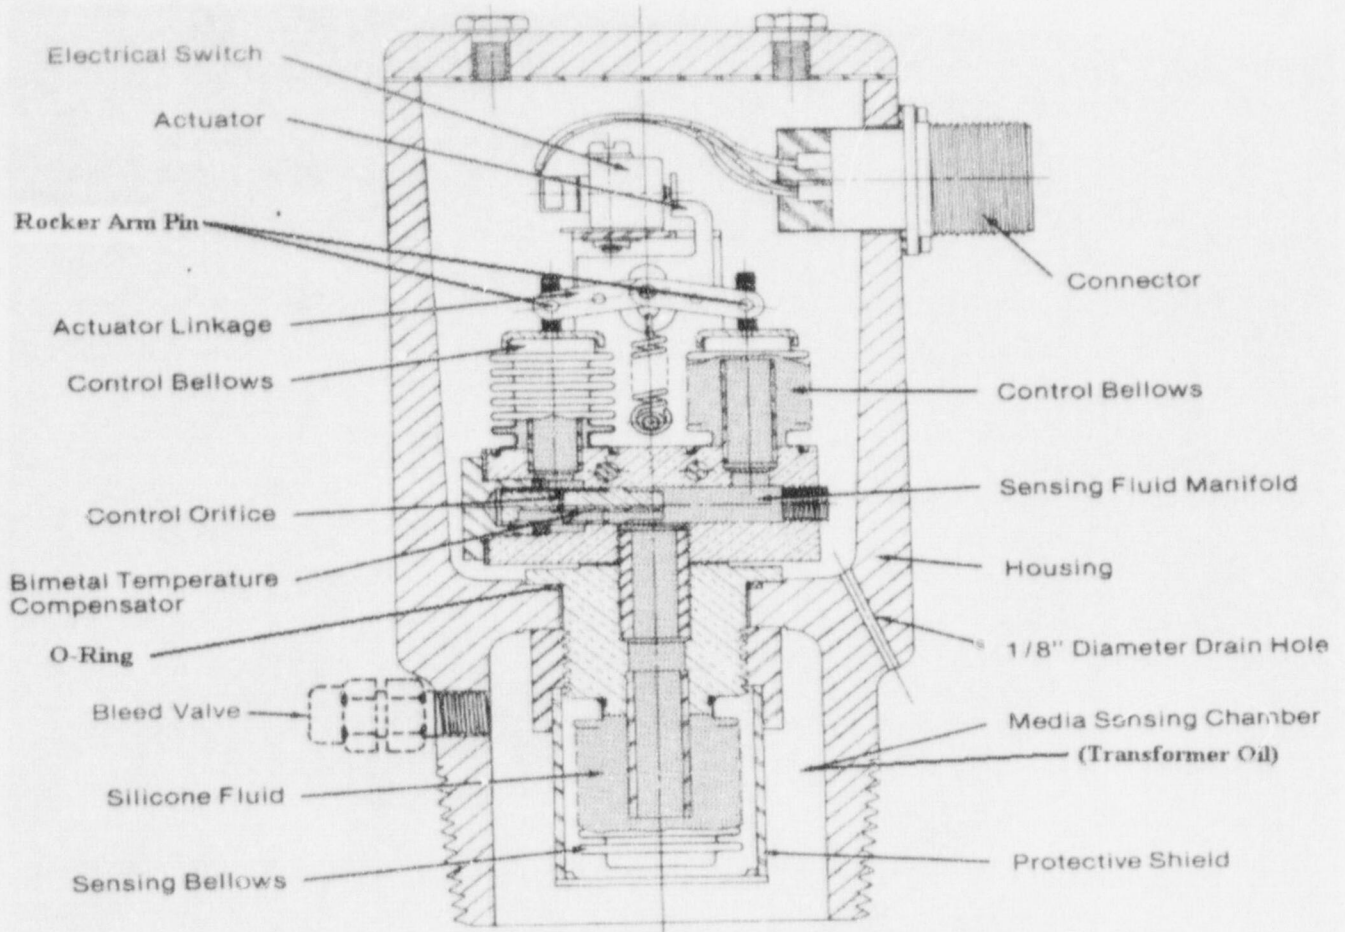 Electrical Switch
Actuator
Rocker Arm Pin
Actuator Linkage
Control Bellows
Control Orifice
Bimetal Temperature
Compensator
O-Ring
Bleed Valve
Silicone Fluid
Sensing Bellows
Connector
Control Bellows
Sensing Fluid Manifold
Housing
1/8" Diameter Drain Hole
Media Sensing Chamber
(Transformer Oil)
Protective Shield